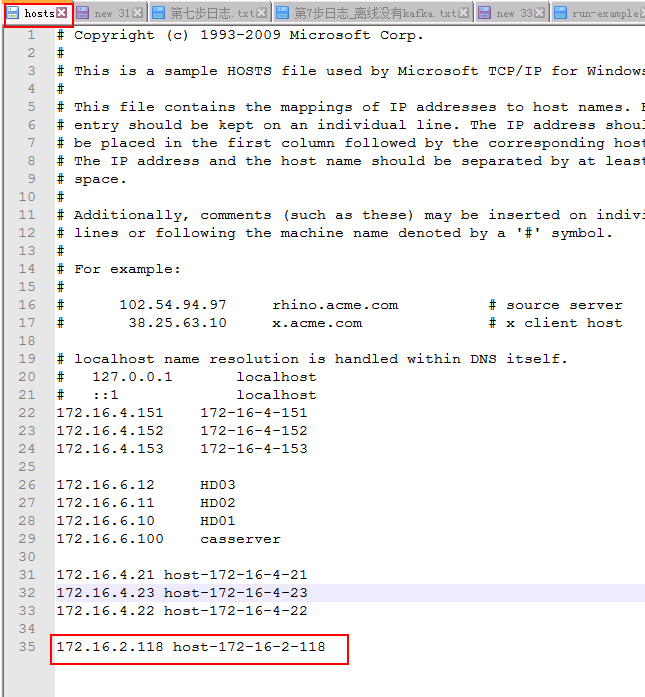 hosts new 31 第七步日志.txt 第7步日志_离线没有kafka.txt new 33 run-example
1 # Copyright (c) 1993-2009 Microsoft Corp.
2 #
3 # This is a sample HOSTS file used by Microsoft TCP/IP for Windows
4 #
5 # This file contains the mappings of IP addresses to host names.
6 # entry should be kept on an individual line. The IP address shou
7 # be placed in the first column followed by the corresponding host
8 # The IP address and the host name should be separated by at least
9 # space.
10 #
11 # Additionally, comments (such as these) may be inserted on indivi
12 # lines or following the machine name denoted by a '#' symbol.
13 #
14 # For example:
15 #
16 # 102.54.94.97 rhino.acme.com # source server
17 # 38.25.63.10 x.acme.com # x client host
18
19 # localhost name resolution is handled within DNS itself.
20 # 127.0.0.1 localhost
21 # ::1 localhost
22 172.16.4.151 172-16-4-151
23 172.16.4.152 172-16-4-152
24 172.16.4.153 172-16-4-153
25
26 172.16.6.12 HD03
27 172.16.6.11 HD02
28 172.16.6.10 HD01
29 172.16.6.100 casserver
30
31 172.16.4.21 host-172-16-4-21
32 172.16.4.23 host-172-16-4-23
33 172.16.4.22 host-172-16-4-22
34
35 172.16.2.118 host-172-16-2-118